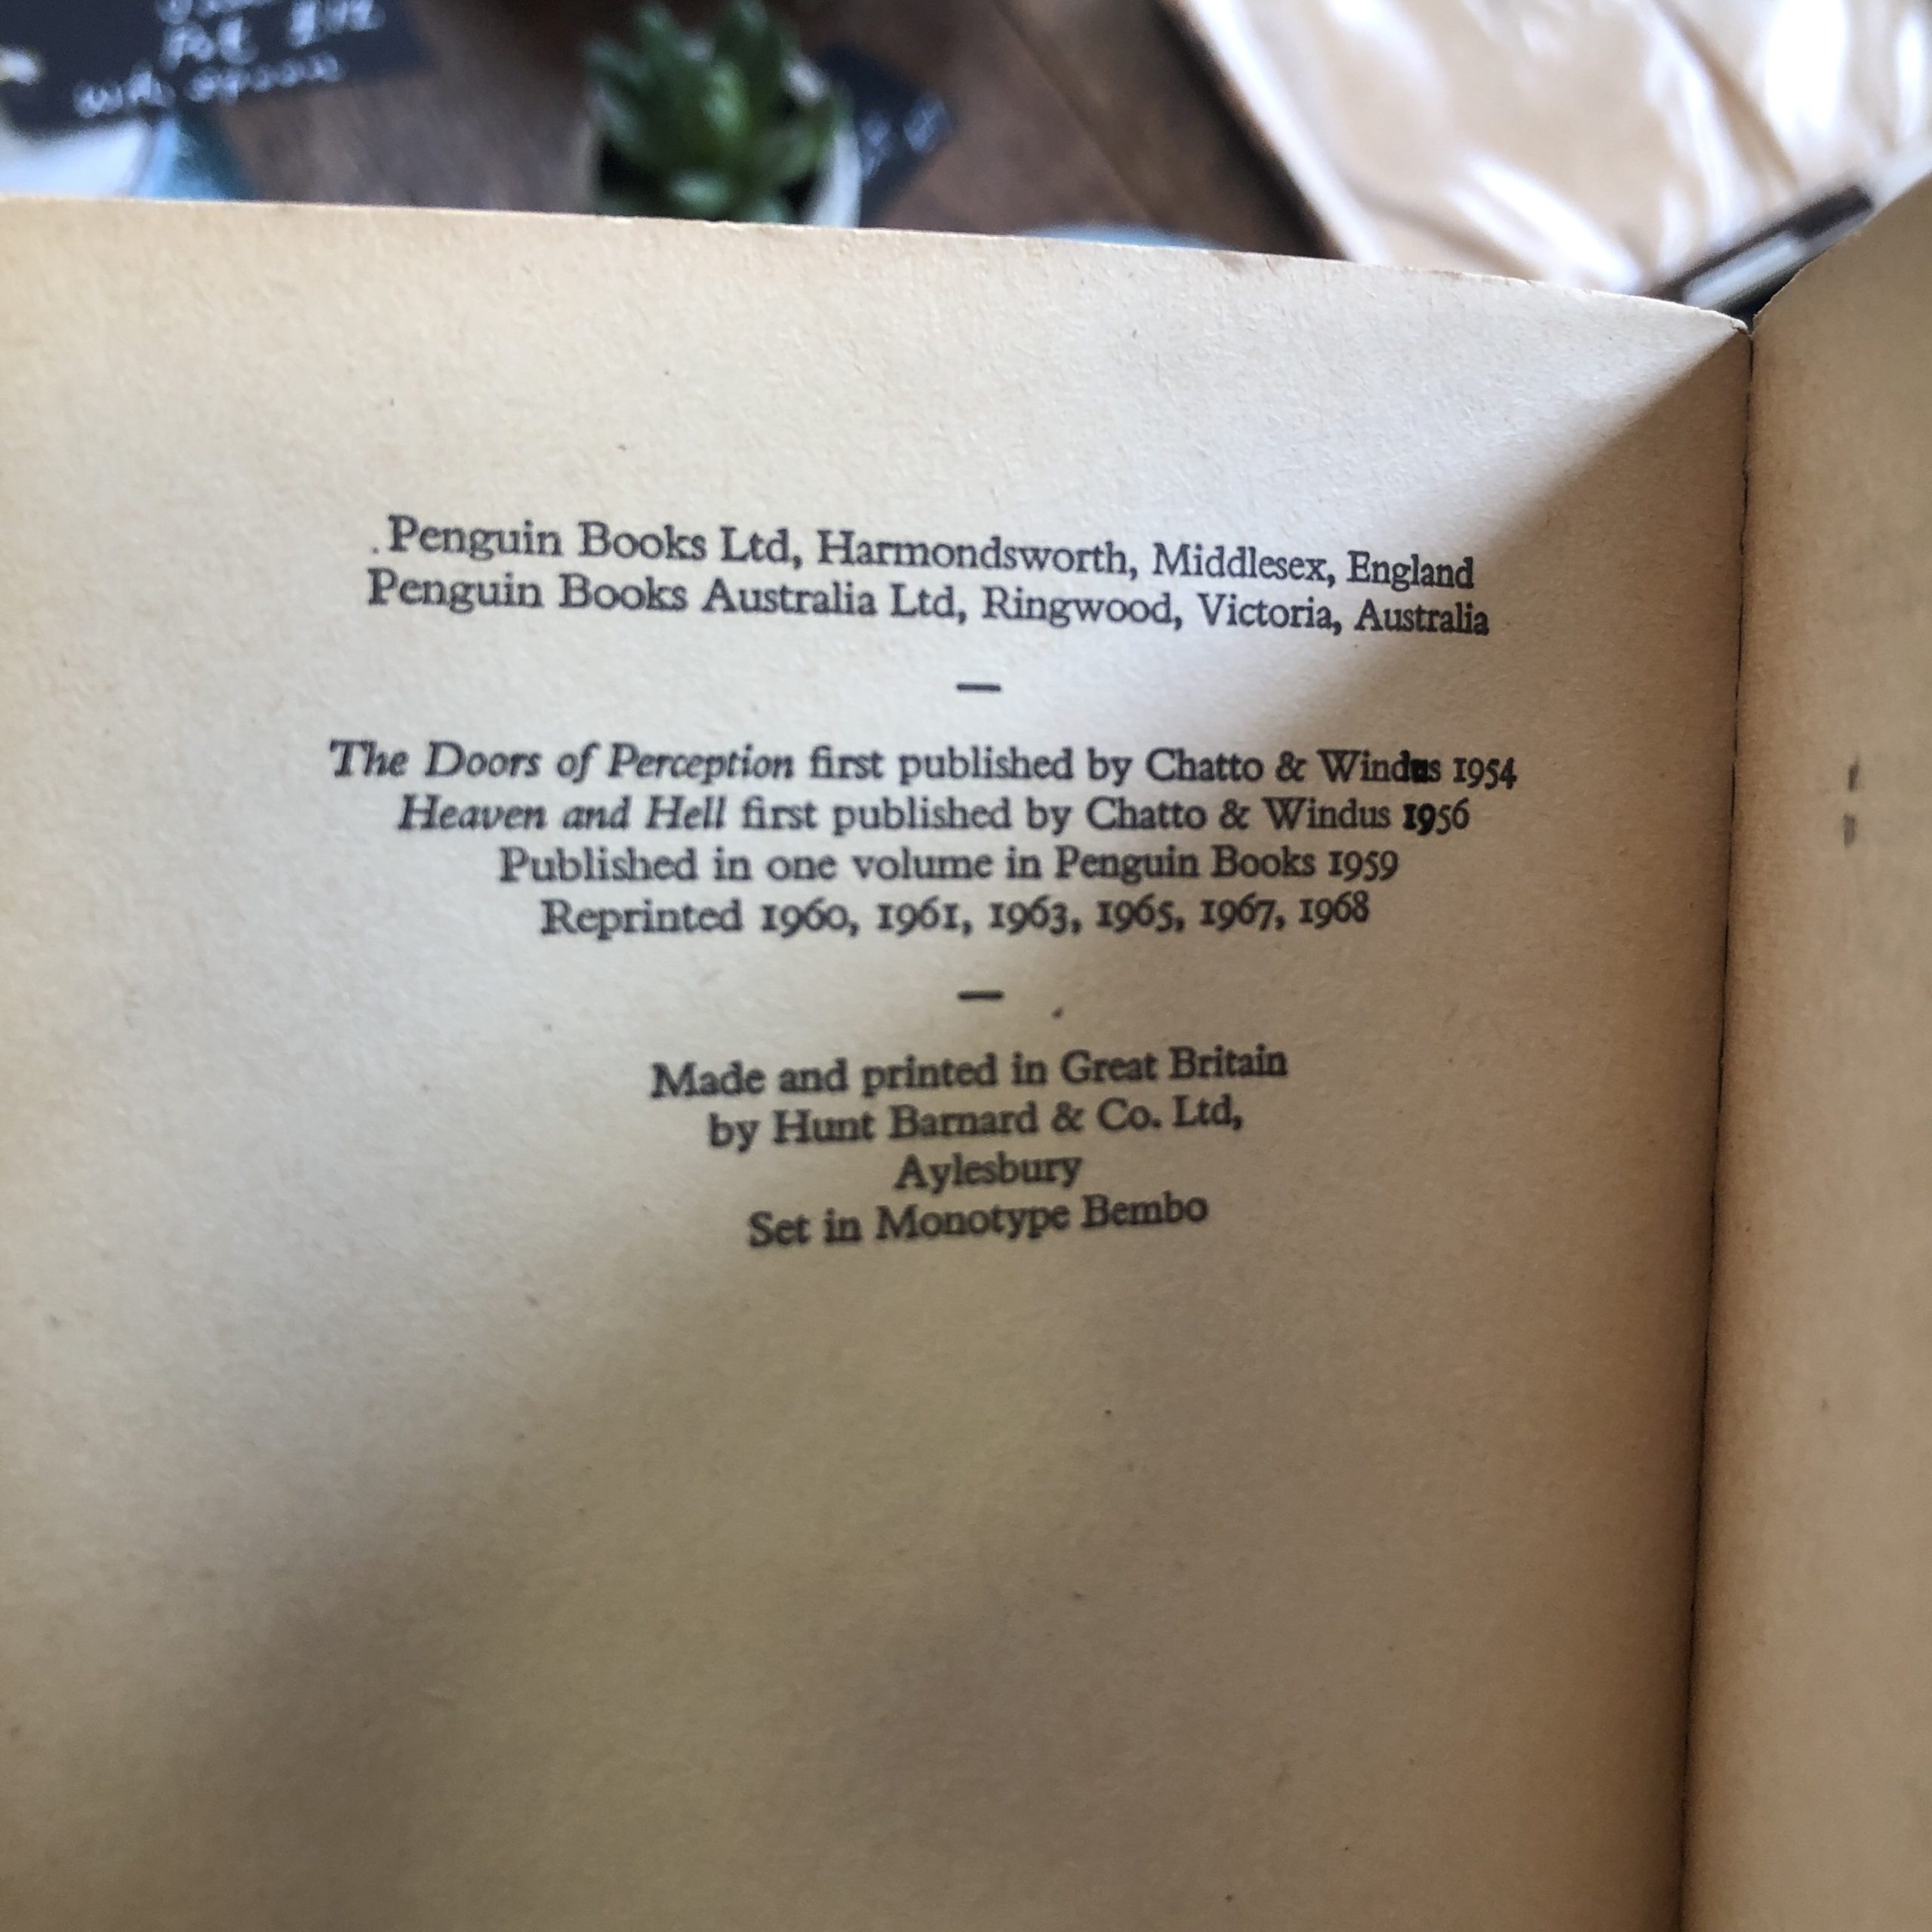 with spoon
Penguin Books Ltd, Harmondsworth, Middlesex, England
Penguin Books Australia Ltd, Ringwood, Victoria, Australia
—
The Doors of Perception first published by Chatto & Windus 1954
Heaven and Hell first published by Chatto & Windus 1956
Published in one volume in Penguin Books 1959
Reprinted 1960, 1961, 1963, 1965, 1967, 1968
—
Made and printed in Great Britain
by Hunt Barnard & Co. Ltd,
Aylesbury
Set in Monotype Bembo